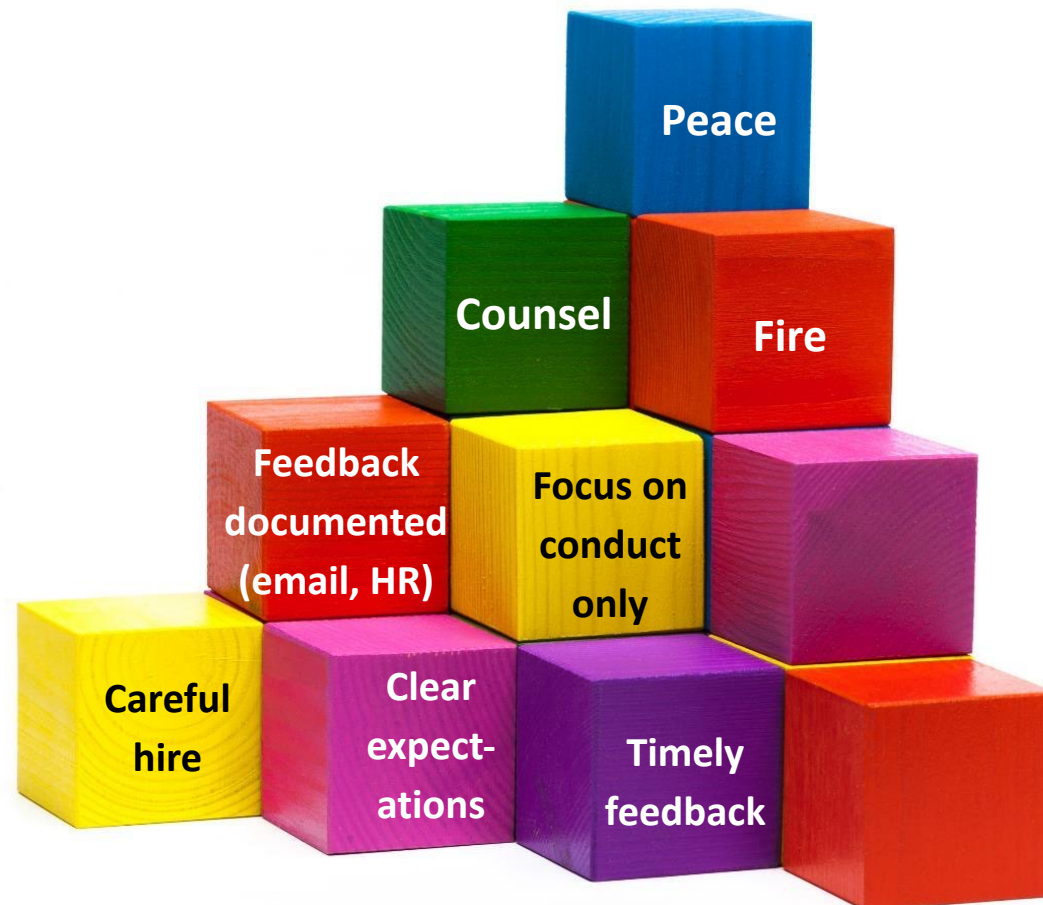 Peace
Counsel
Fire
Feedback
documented
(email, HR)
Focus on
conduct
only
Careful
hire
Clear
expect-
ations
Timely
feedback